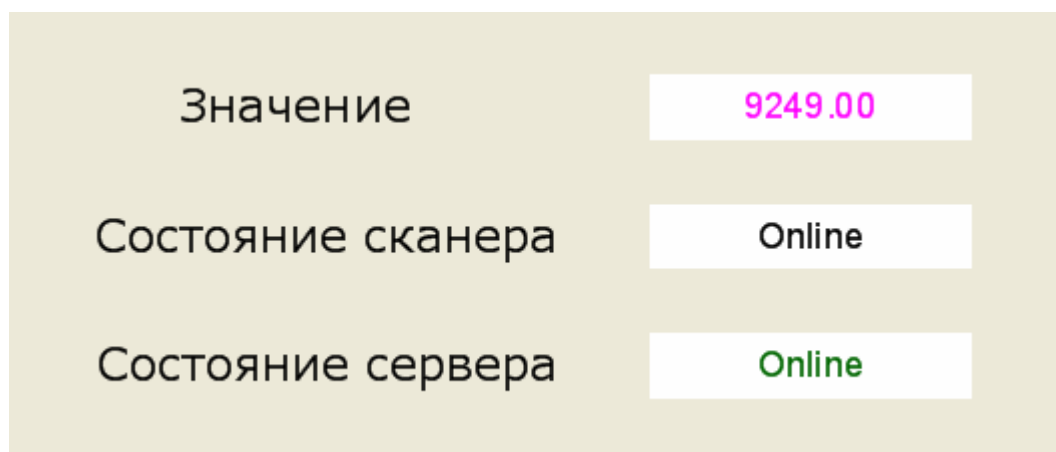 Значение 9249.00
Состояние сканера Online
Состояние сервера Online